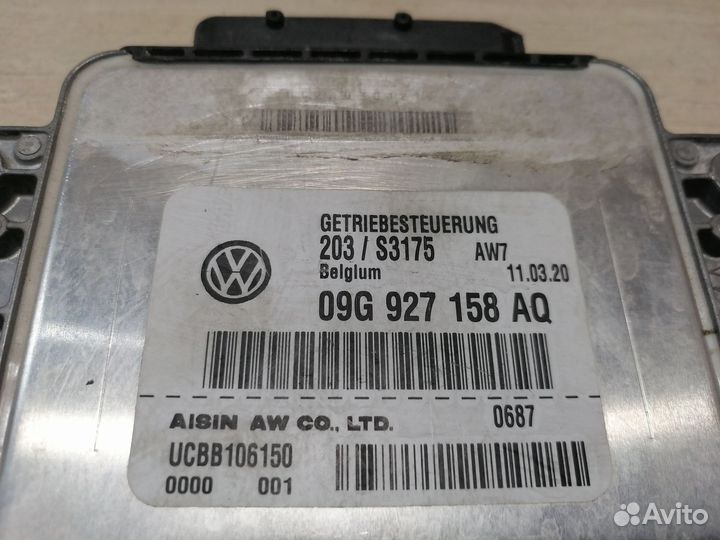 GETRIEBESTEUERUNG
203 / S3175 AW7
Belgium 11.03.20
09G 927 158 AQ
AISIN AW CO., LTD. 0687
UCBB106150
0000 001
Avito